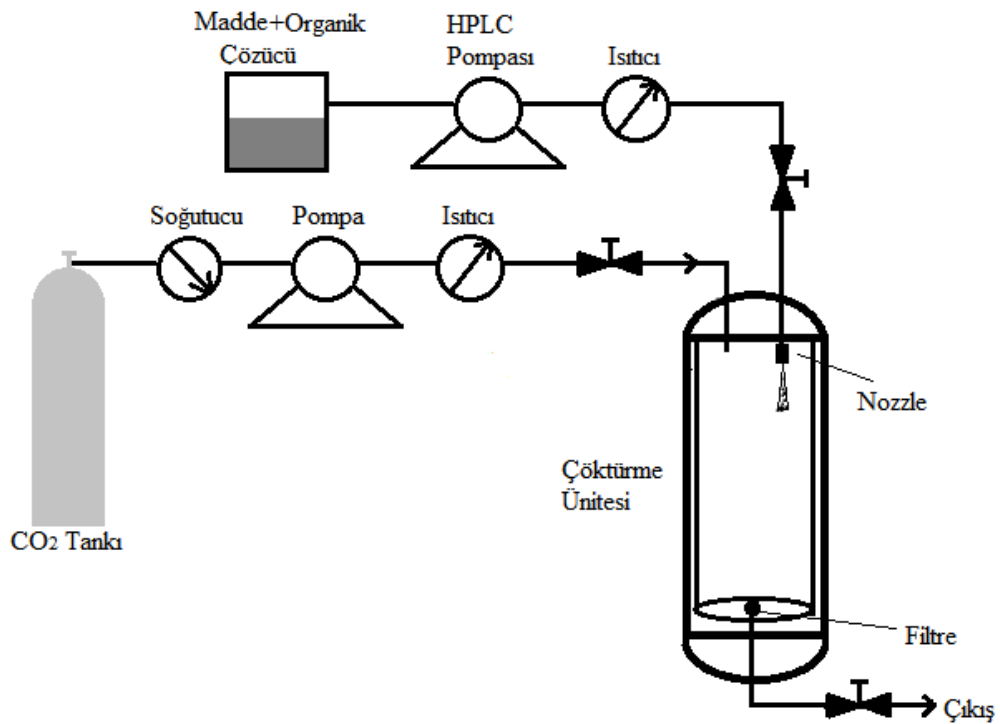 Madde+Organik
Çözücü
HPLC
Pompası
Isıtıcı
Soğutucu
Pompa
Isıtıcı
Nozzle
Çöktürme
Ünitesi
CO2 Tankı
Filtre
Çıkış